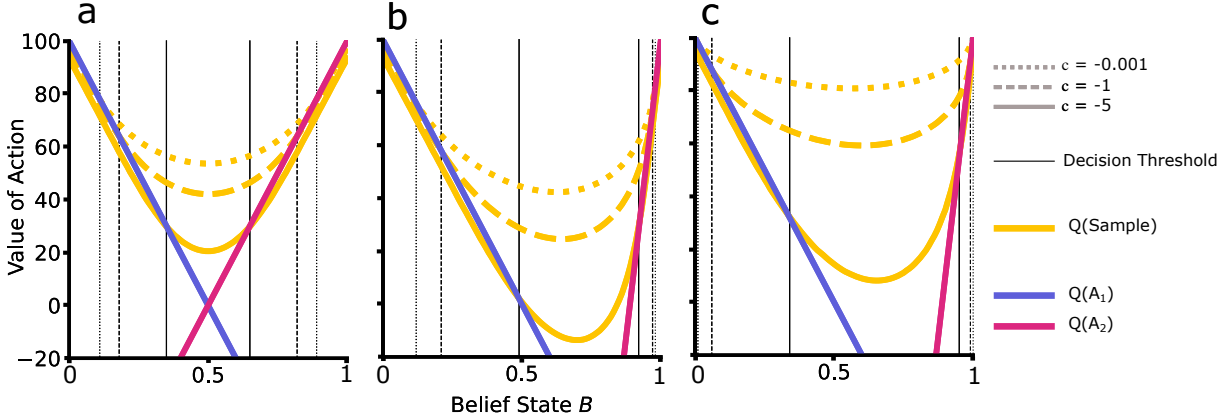 a
b
c
100
80
60
40
20
0
−20
Value of Action
0
0.5
1
0
0.5
1
0
0.5
1
Belief State B
c = -0.001
c = -1
c = -5
Decision Threshold
Q(Sample)
Q(A₁)
Q(A₂)